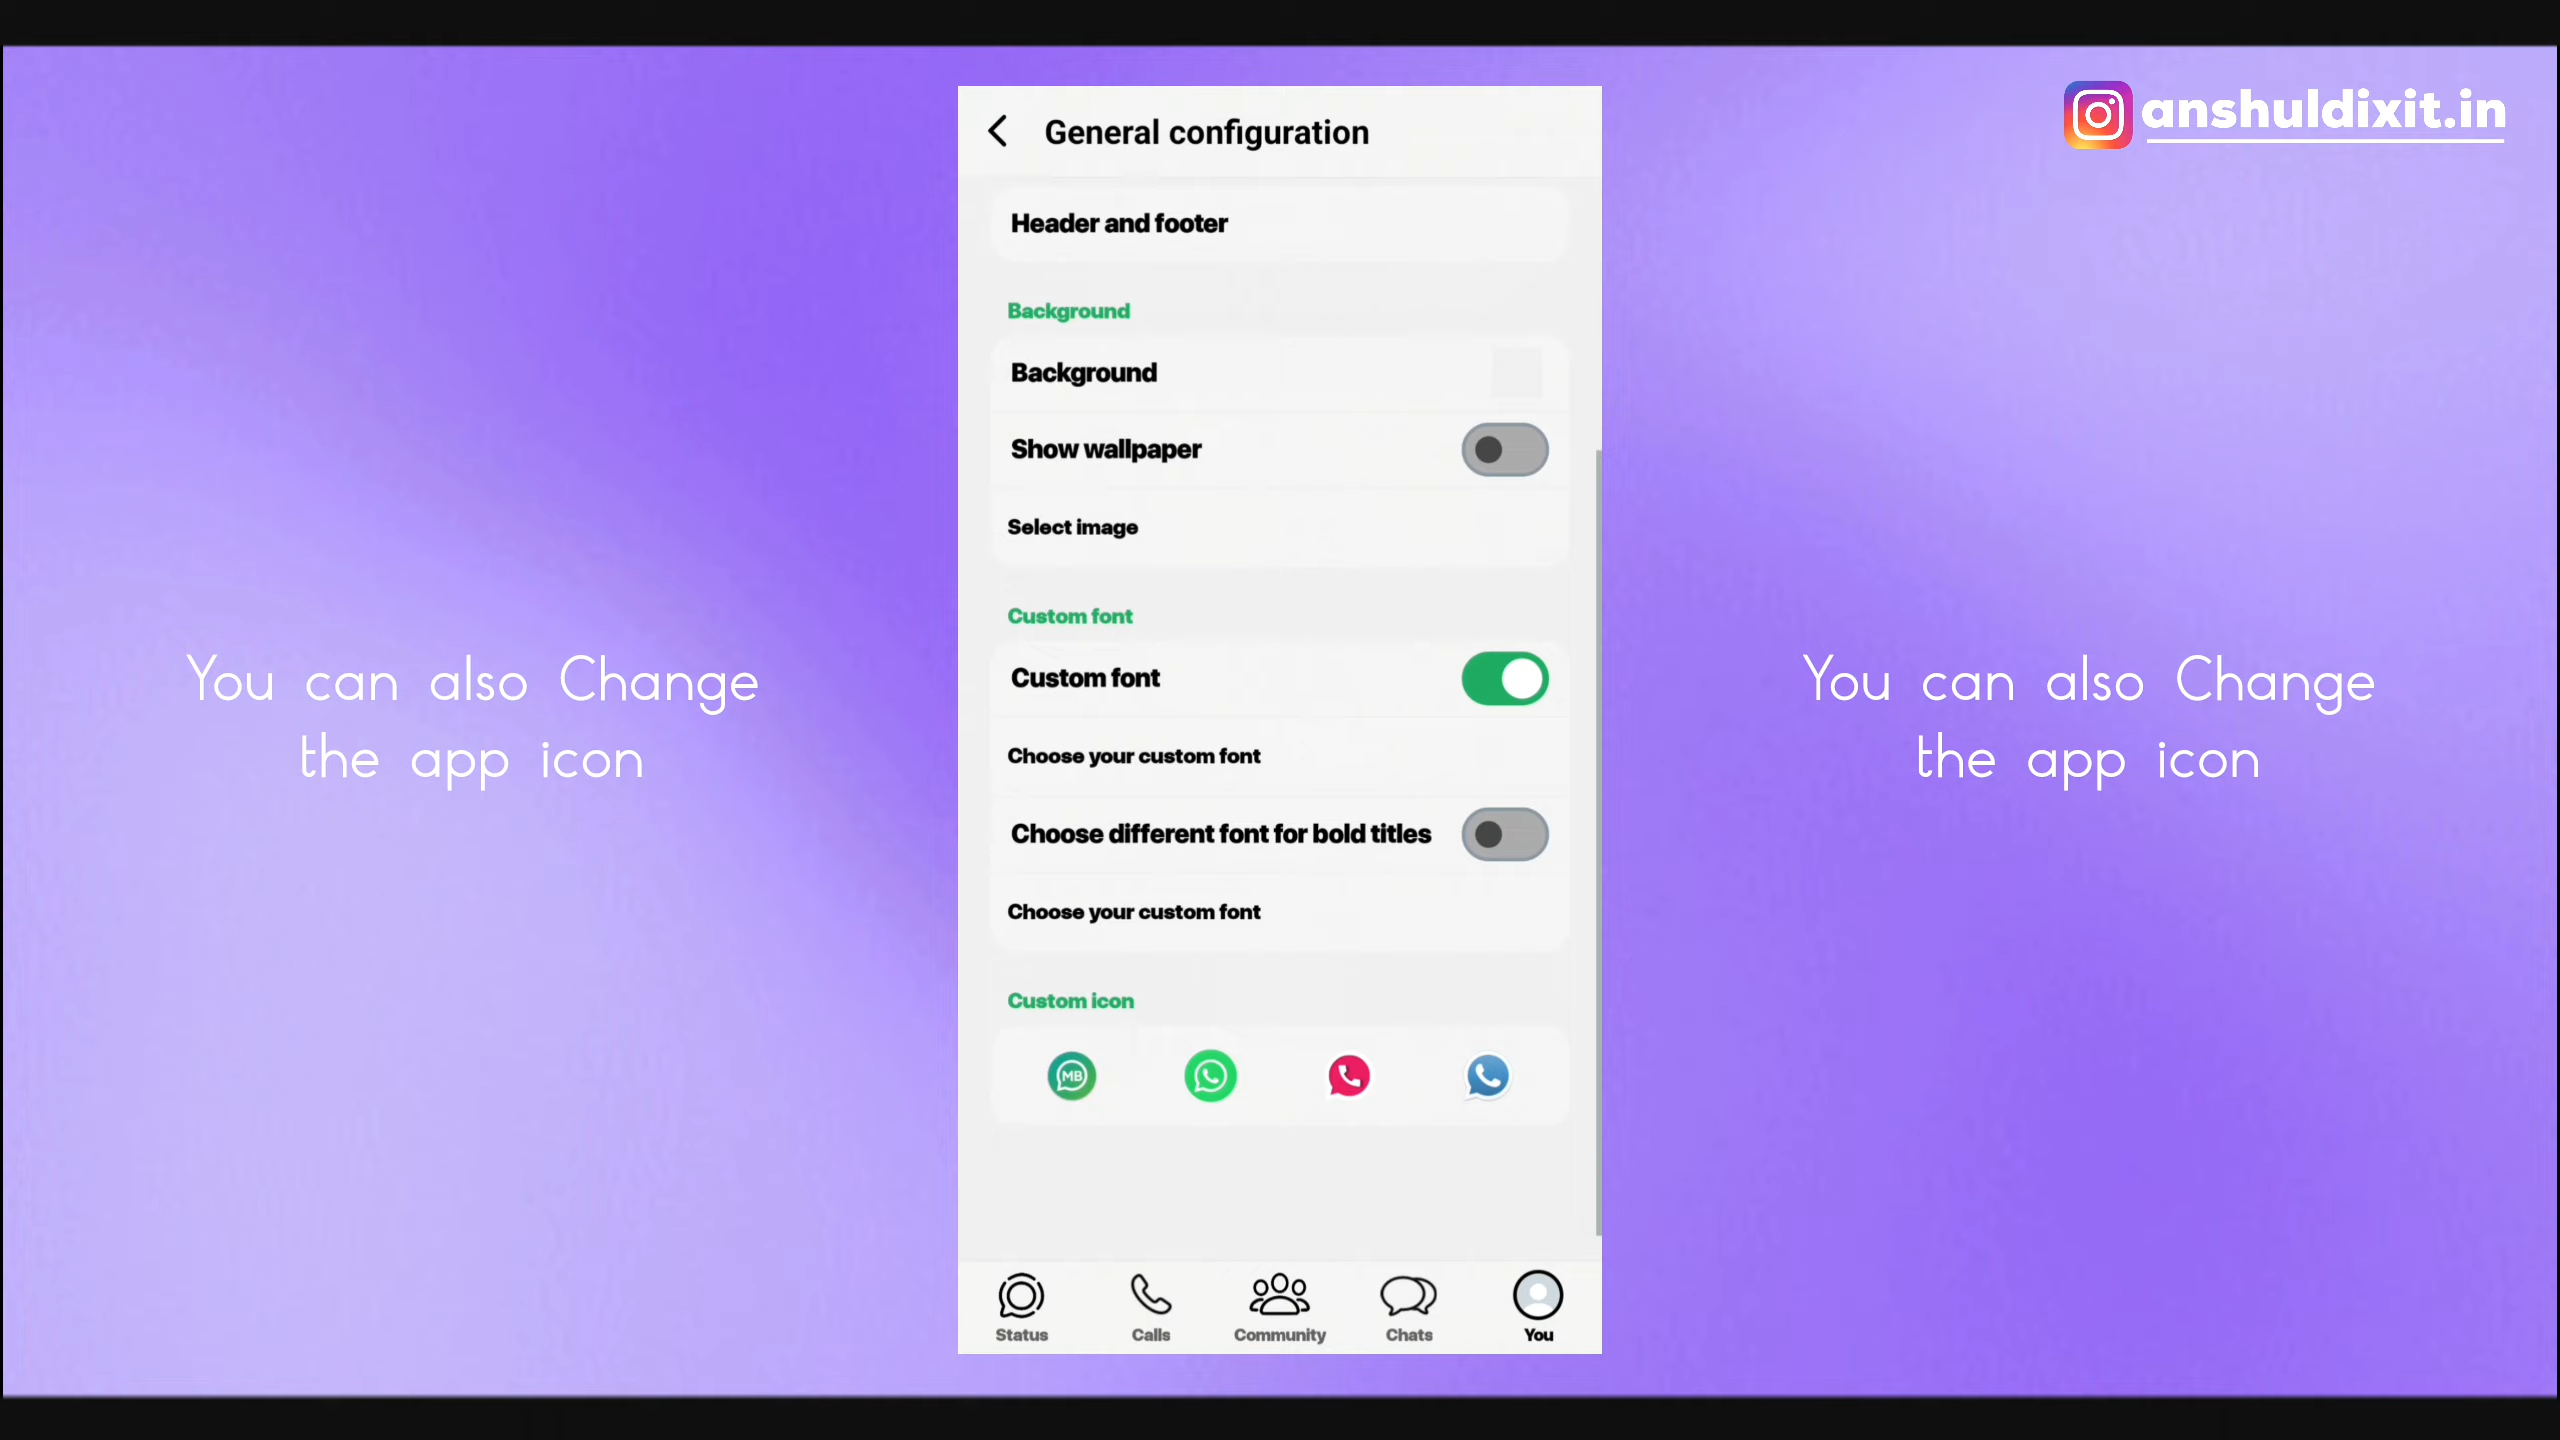 anshuldixit.in
General configuration
Header and footer
Background
Background
Show wallpaper
Select image
Custom font
Custom font
Choose your custom font
Choose different font for bold titles
Choose your custom font
Custom icon
MB
Status
Calls
Community
Chats
You
You can also Change
the app icon
You can also Change
the app icon